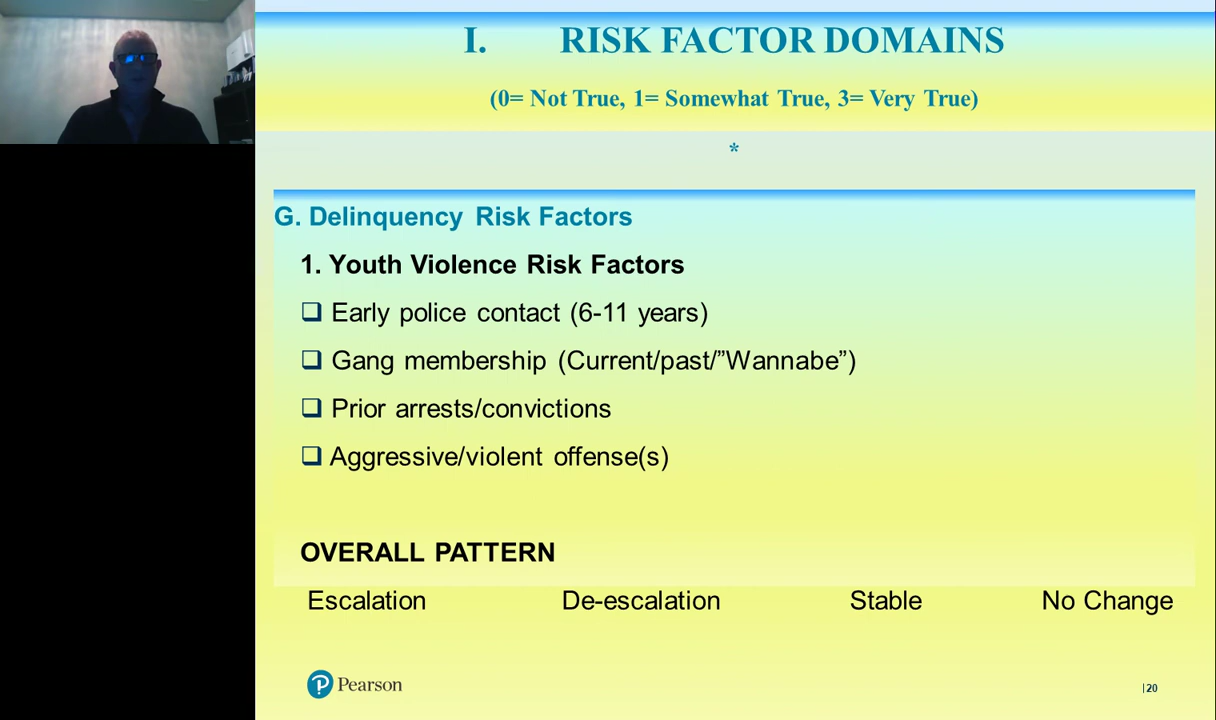 I. RISK FACTOR DOMAINS
(0= Not True, 1= Somewhat True, 3= Very True)
*
G. Delinquency Risk Factors
1. Youth Violence Risk Factors
❑ Early police contact (6-11 years)
❑ Gang membership (Current/past/”Wannabe”)
❑ Prior arrests/convictions
❑ Aggressive/violent offense(s)
OVERALL PATTERN
Escalation De-escalation Stable No Change
Pearson
|20